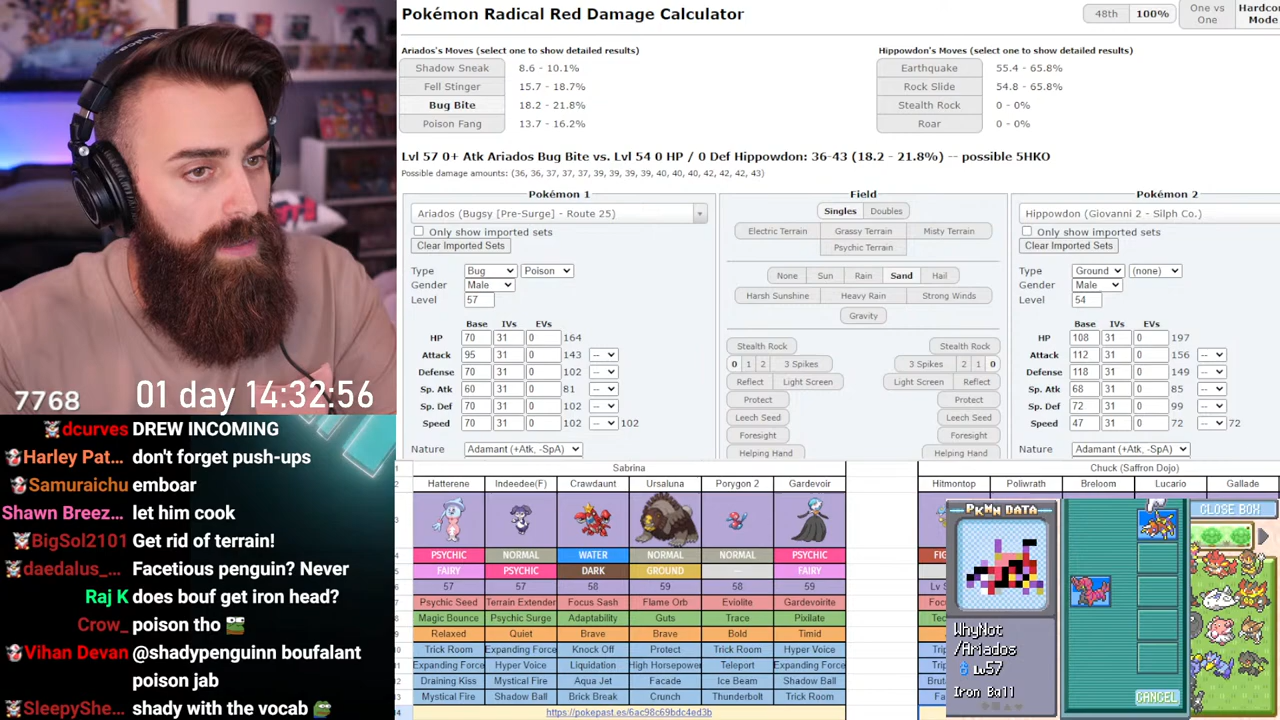 Pokémon Radical Red Damage Calculator
48th 100% One vs One Hardcore Mode
Ariados's Moves (select one to show detailed results)
Shadow Sneak 8.6 - 10.1%
Fell Stinger 15.7 - 18.7%
Bug Bite 18.2 - 21.8%
Poison Fang 13.7 - 16.2%
Hippowdon's Moves (select one to show detailed results)
Earthquake 55.4 - 65.8%
Rock Slide 54.8 - 65.8%
Stealth Rock 0 - 0%
Roar 0 - 0%
Lvl 57 0+ Atk Ariados Bug Bite vs. Lvl 54 0 HP / 0 Def Hippowdon: 36-43 (18.2 - 21.8%) -- possible 5HKO
Possible damage amounts: (36, 36, 37, 37, 37, 39, 39, 39, 39, 40, 40, 40, 42, 42, 42, 43)
Pokémon 1
Ariados (Bugsy [Pre-Surge] - Route 25)
Only show imported sets
Clear Imported Sets
Type Bug Poison
Gender Male
Level 57
Base IVs EVs
HP 70 31 0 164
Attack 95 31 0 143 --
Defense 70 31 0 102 --
Sp. Atk 60 31 0 81 --
Sp. Def 70 31 0 102 --
Speed 70 31 0 102 -- 102
Nature Adamant (+Atk, -SpA)
Field
Singles Doubles
Electric Terrain Grassy Terrain Misty Terrain
Psychic Terrain
None Sun Rain Sand Hail
Harsh Sunshine Heavy Rain Strong Winds
Gravity
Stealth Rock Stealth Rock
0 1 2 3 Spikes 3 Spikes 2 1 0
Reflect Light Screen Light Screen Reflect
Protect Protect
Leech Seed Leech Seed
Foresight Foresight
Helping Hand Helping Hand
Pokémon 2
Hippowdon (Giovanni 2 - Silph Co.)
Only show imported sets
Clear Imported Sets
Type Ground (none)
Gender Male
Level 54
Base IVs EVs
HP 108 31 0 197
Attack 112 31 0 156 --
Defense 118 31 0 149 --
Sp. Atk 68 31 0 85 --
Sp. Def 72 31 0 99 --
Speed 47 31 0 72 -- 72
Nature Adamant (+Atk, -SpA)
7768 01 day 14:32:56
dcurves DREW INCOMING
Harley Pat... don't forget push-ups
Samuraichu emboar
Shawn Breez... let him cook
BigSol2101 Get rid of terrain!
daedalus_... Facetious penguin? Never
Raj K does bouf get iron head?
Crow_ poison tho
Vihan Devan @shadypenguinn boufalant
poison jab
SleepyShe... shady with the vocab
Sabrina
Hatterene Indeedee(F) Crawdaunt Ursaluna Porygon 2 Gardevoir
PSYCHIC NORMAL WATER NORMAL NORMAL PSYCHIC
FAIRY PSYCHIC DARK GROUND -- FAIRY
57 57 58 59 58 59
Psychic Seed Terrain Extender Focus Sash Flame Orb Eviolite Gardevoirite
Magic Bounce Psychic Surge Adaptability Guts Trace Pixilate
Relaxed Quiet Brave Brave Bold Timid
Trick Room Expanding Force Knock Off Protect Trick Room Hyper Voice
Expanding Force Hyper Voice Liquidation High Horsepower Teleport Expanding Force
Draining Kiss Mystical Fire Aqua Jet Facade Ice Beam Shadow Ball
Mystical Fire Shadow Ball Brick Break Crunch Thunderbolt Trick Room
https://pokepast.es/6ac98c69bdc4ed3b
Chuck (Saffron Dojo)
Hitmontop Poliwrath Breloom Lucario Gallade
PKMN DATA
WhyNot
/Ariados
Lv57
Iron Ball
CLOSE BOX
CANCEL